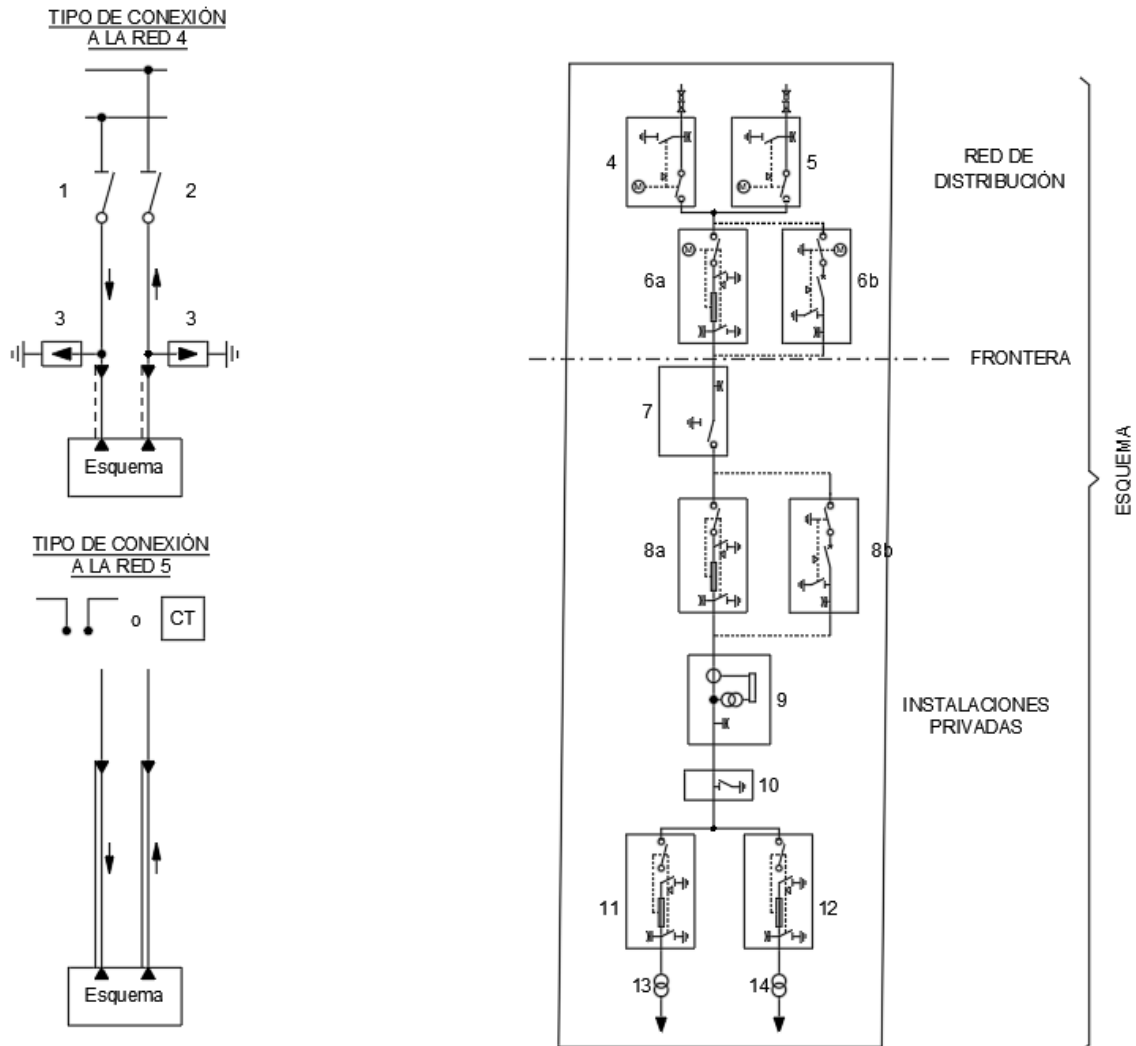 TIPO DE CONEXIÓN
A LA RED 4
1
2
3
3
Esquema
TIPO DE CONEXIÓN
A LA RED 5
o
CT
Esquema
4
5
RED DE
DISTRIBUCIÓN
M
M
M
M
6a
6b
FRONTERA
7
ESQUEMA
8a
8b
9
INSTALACIONES
PRIVADAS
10
11
12
13
14